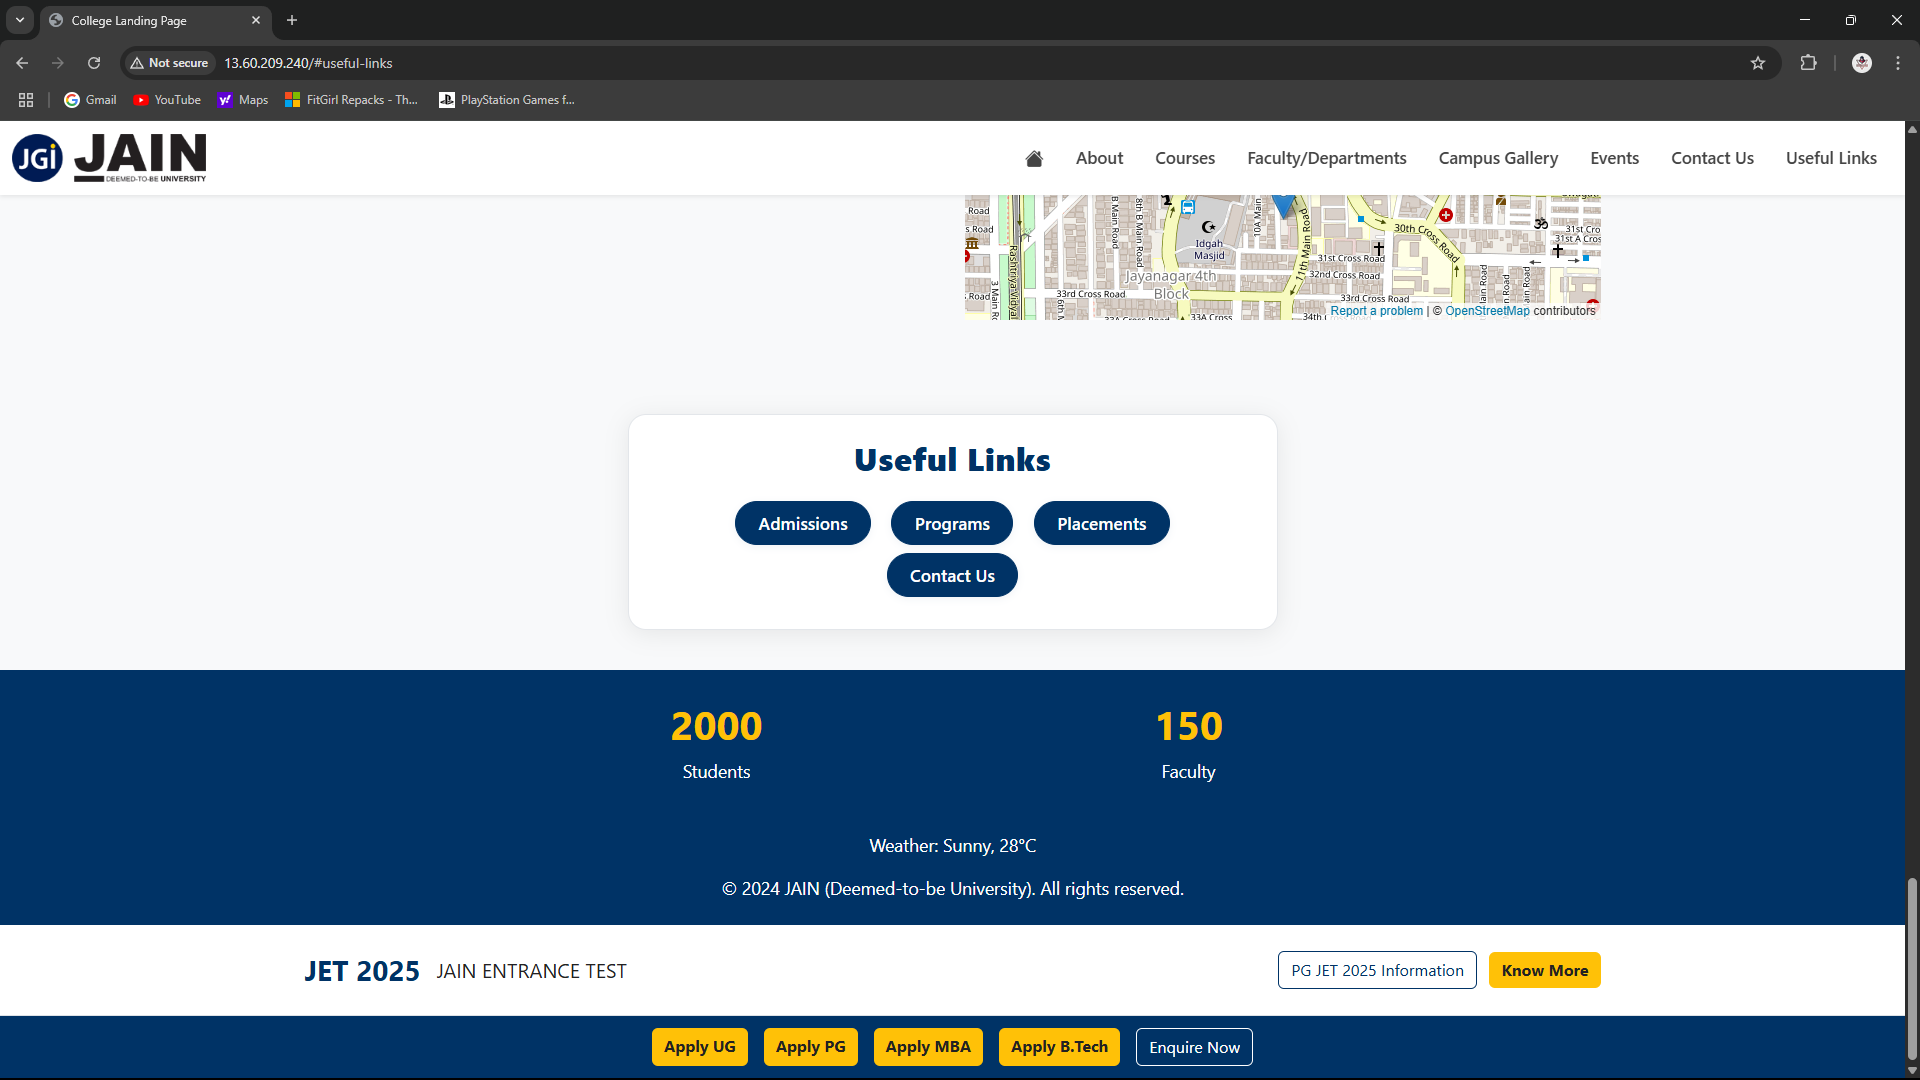 College Landing Page
Not secure 13.60.209.240/#useful-links
Gmail YouTube Maps FitGirl Repacks - Th... PlayStation Games f...
JGi JAIN
DEEMED-TO-BE UNIVERSITY
About Courses Faculty/Departments Campus Gallery Events Contact Us Useful Links
Road
s Road
Road
3 Main R
Rashtriya Vidyal
B Main Road
8th B Main Road
6th M
33rd Cross Road
Idgah
Masjid
Jayanagar 4th
Block
33A Cross
10A Main
11th Main Road
31st Cross Road
32nd Cross Road
33rd Cross Road
34th
30th Cross Road
31st Cro
31st A Cros
Report a problem | © OpenStreetMap contributors
Useful Links
Admissions Programs Placements
Contact Us
2000 150
Students Faculty
Weather: Sunny, 28°C
© 2024 JAIN (Deemed-to-be University). All rights reserved.
JET 2025 JAIN ENTRANCE TEST PG JET 2025 Information Know More
Apply UG Apply PG Apply MBA Apply B.Tech Enquire Now